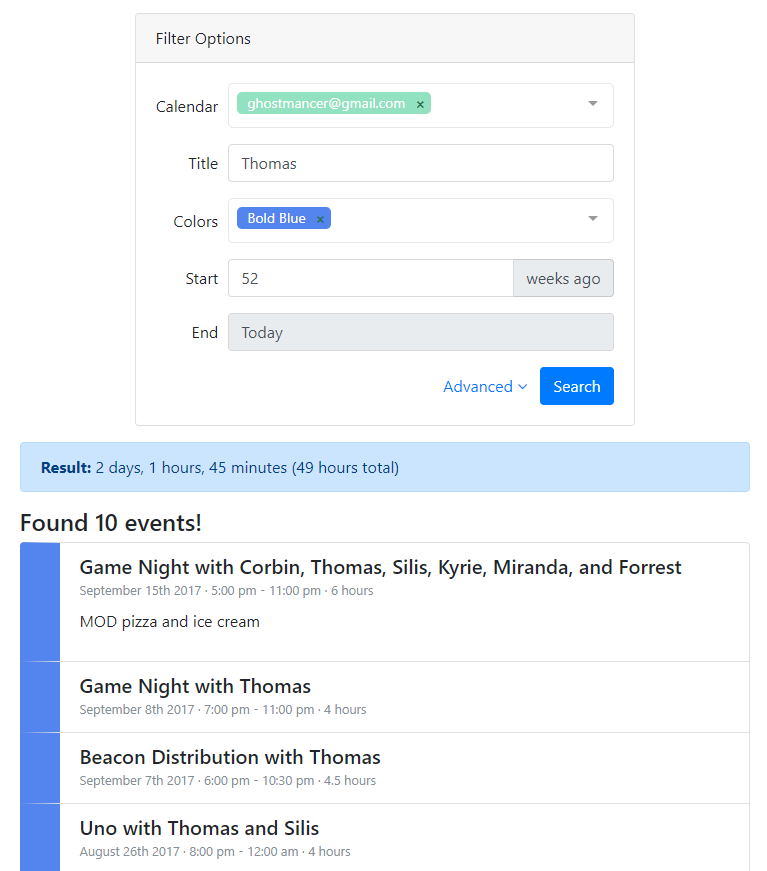 Filter Options
Calendar ghostmancer@gmail.com ×
Title Thomas
Colors Bold Blue ×
Start 52 weeks ago
End Today
Advanced Search
Result: 2 days, 1 hours, 45 minutes (49 hours total)
Found 10 events!
Game Night with Corbin, Thomas, Silis, Kyrie, Miranda, and Forrest
September 15th 2017 · 5:00 pm - 11:00 pm · 6 hours
MOD pizza and ice cream
Game Night with Thomas
September 8th 2017 · 7:00 pm - 11:00 pm · 4 hours
Beacon Distribution with Thomas
September 7th 2017 · 6:00 pm - 10:30 pm · 4.5 hours
Uno with Thomas and Silis
August 26th 2017 · 8:00 pm - 12:00 am · 4 hours